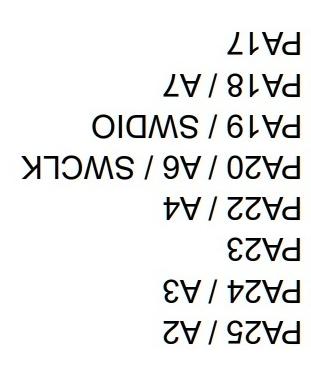 PA25 / A2
PA24 / A3
PA23
PA22 / A4
PA20 / A6 / SWCLK
PA19 / SWDIO
PA18 / A7
PA17